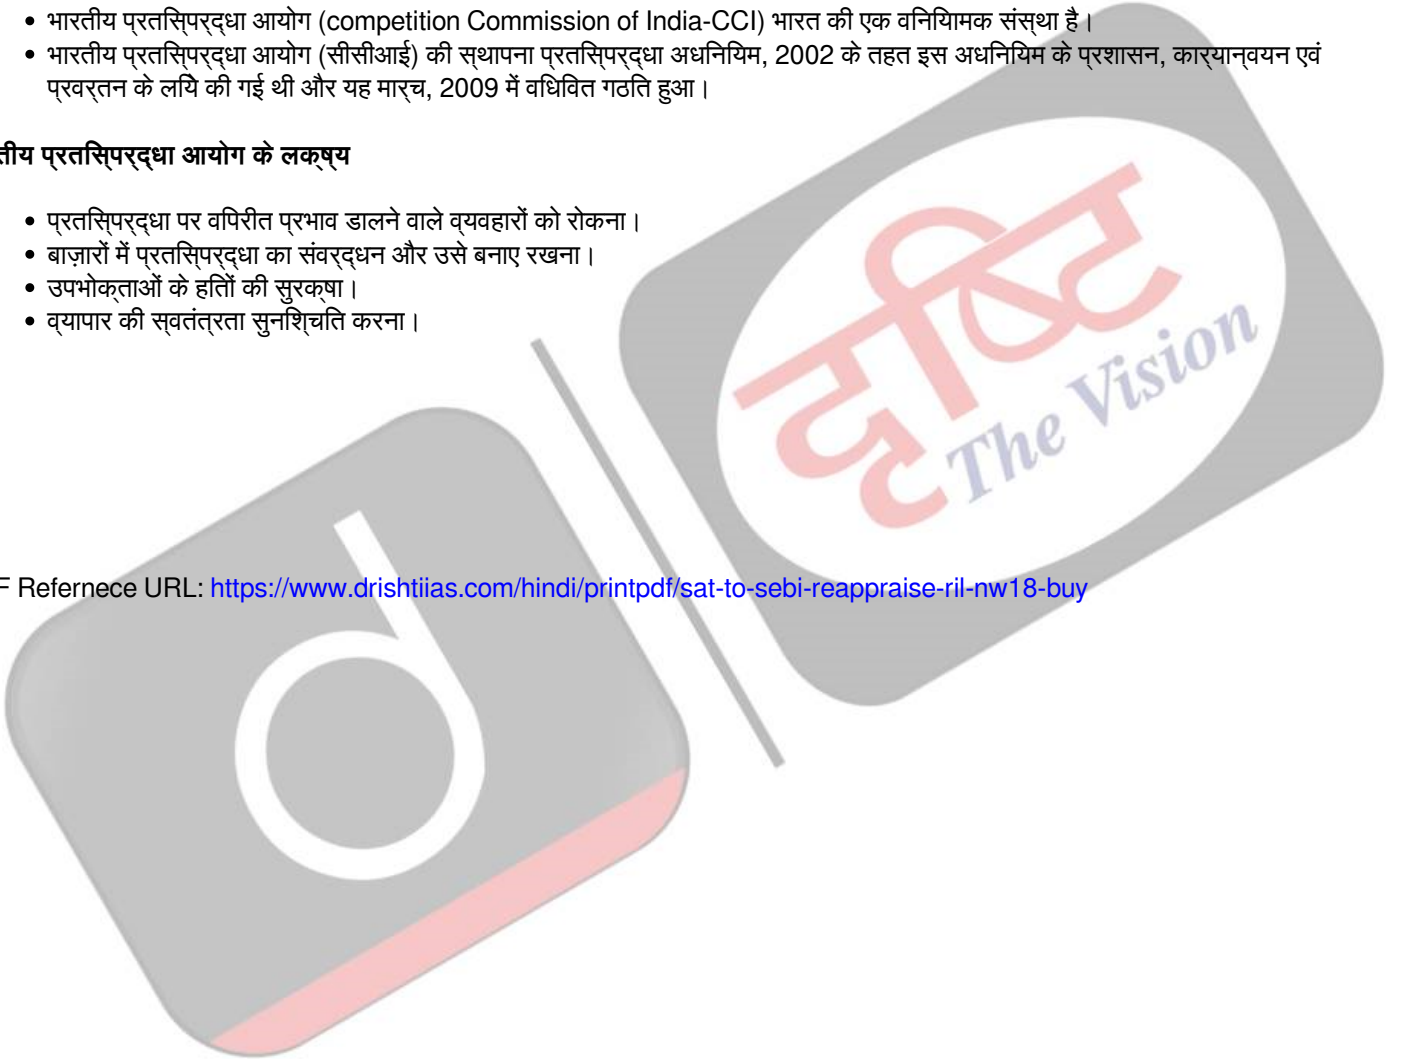 • भारतीय प्रतिस्पर्द्धा आयोग (competition Commission of India-CCI) भारत की एक विनियामक संस्था है।
• भारतीय प्रतिस्पर्द्धा आयोग (सीसीआई) की स्थापना प्रतिस्पर्द्धा अधिनियम, 2002 के तहत इस अधिनियम के प्रशासन, कार्यान्वयन एवं
प्रवर्तन के लिये की गई थी और यह मार्च, 2009 में विधिवत गठित हुआ।
तीय प्रतिस्पर्द्धा आयोग के लक्ष्य
• प्रतिस्पर्द्धा पर विपरीत प्रभाव डालने वाले व्यवहारों को रोकना।
• बाज़ारों में प्रतिस्पर्द्धा का संवर्द्धन और उसे बनाए रखना।
• उपभोक्ताओं के हितों की सुरक्षा।
• व्यापार की स्वतंत्रता सुनिश्चित करना।
दृष्टि
The Vision
F Refernece URL: https://www.drishtiias.com/hindi/printpdf/sat-to-sebi-reappraise-ril-nw18-buy